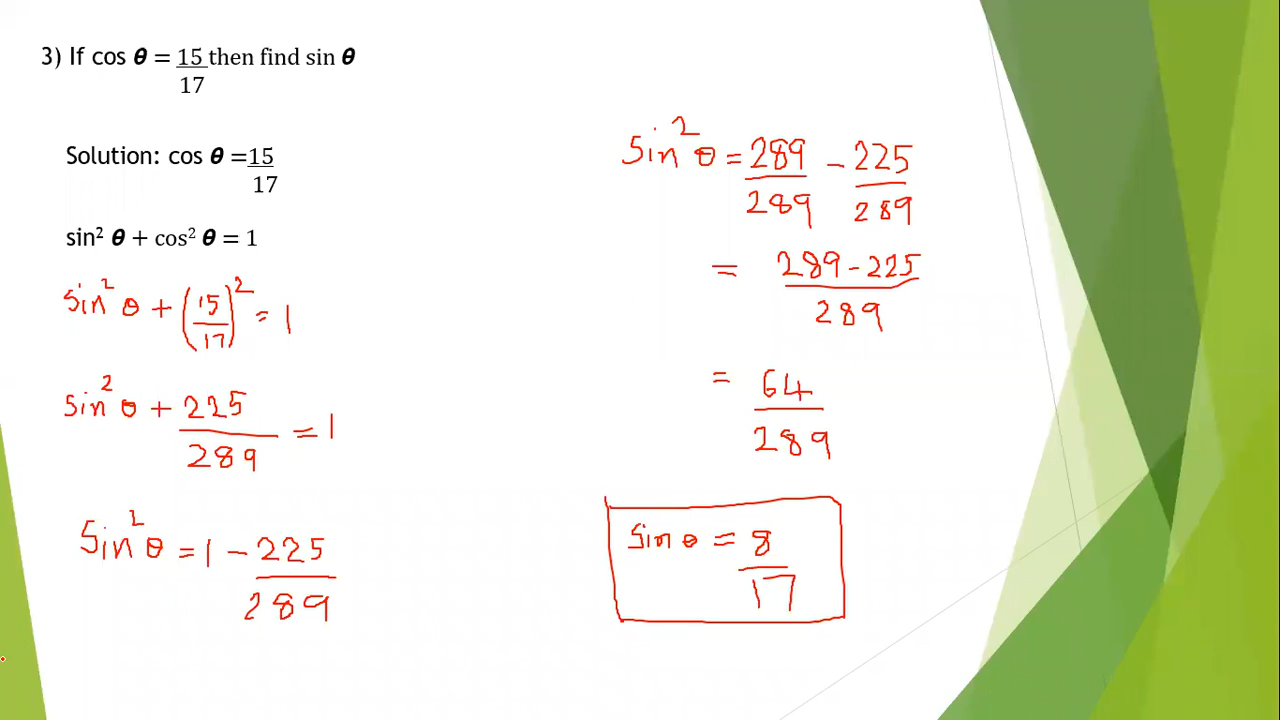 3) If cos θ = 15 then find sin θ
17
Solution: cos θ =15
17
sin² θ + cos² θ = 1
sin² θ + (15/17)² = 1
sin² θ + 225/289 = 1
sin² θ = 1 - 225/289
sin² θ = 289/289 - 225/289
= 289-225/289
= 64/289
sin θ = 8/17